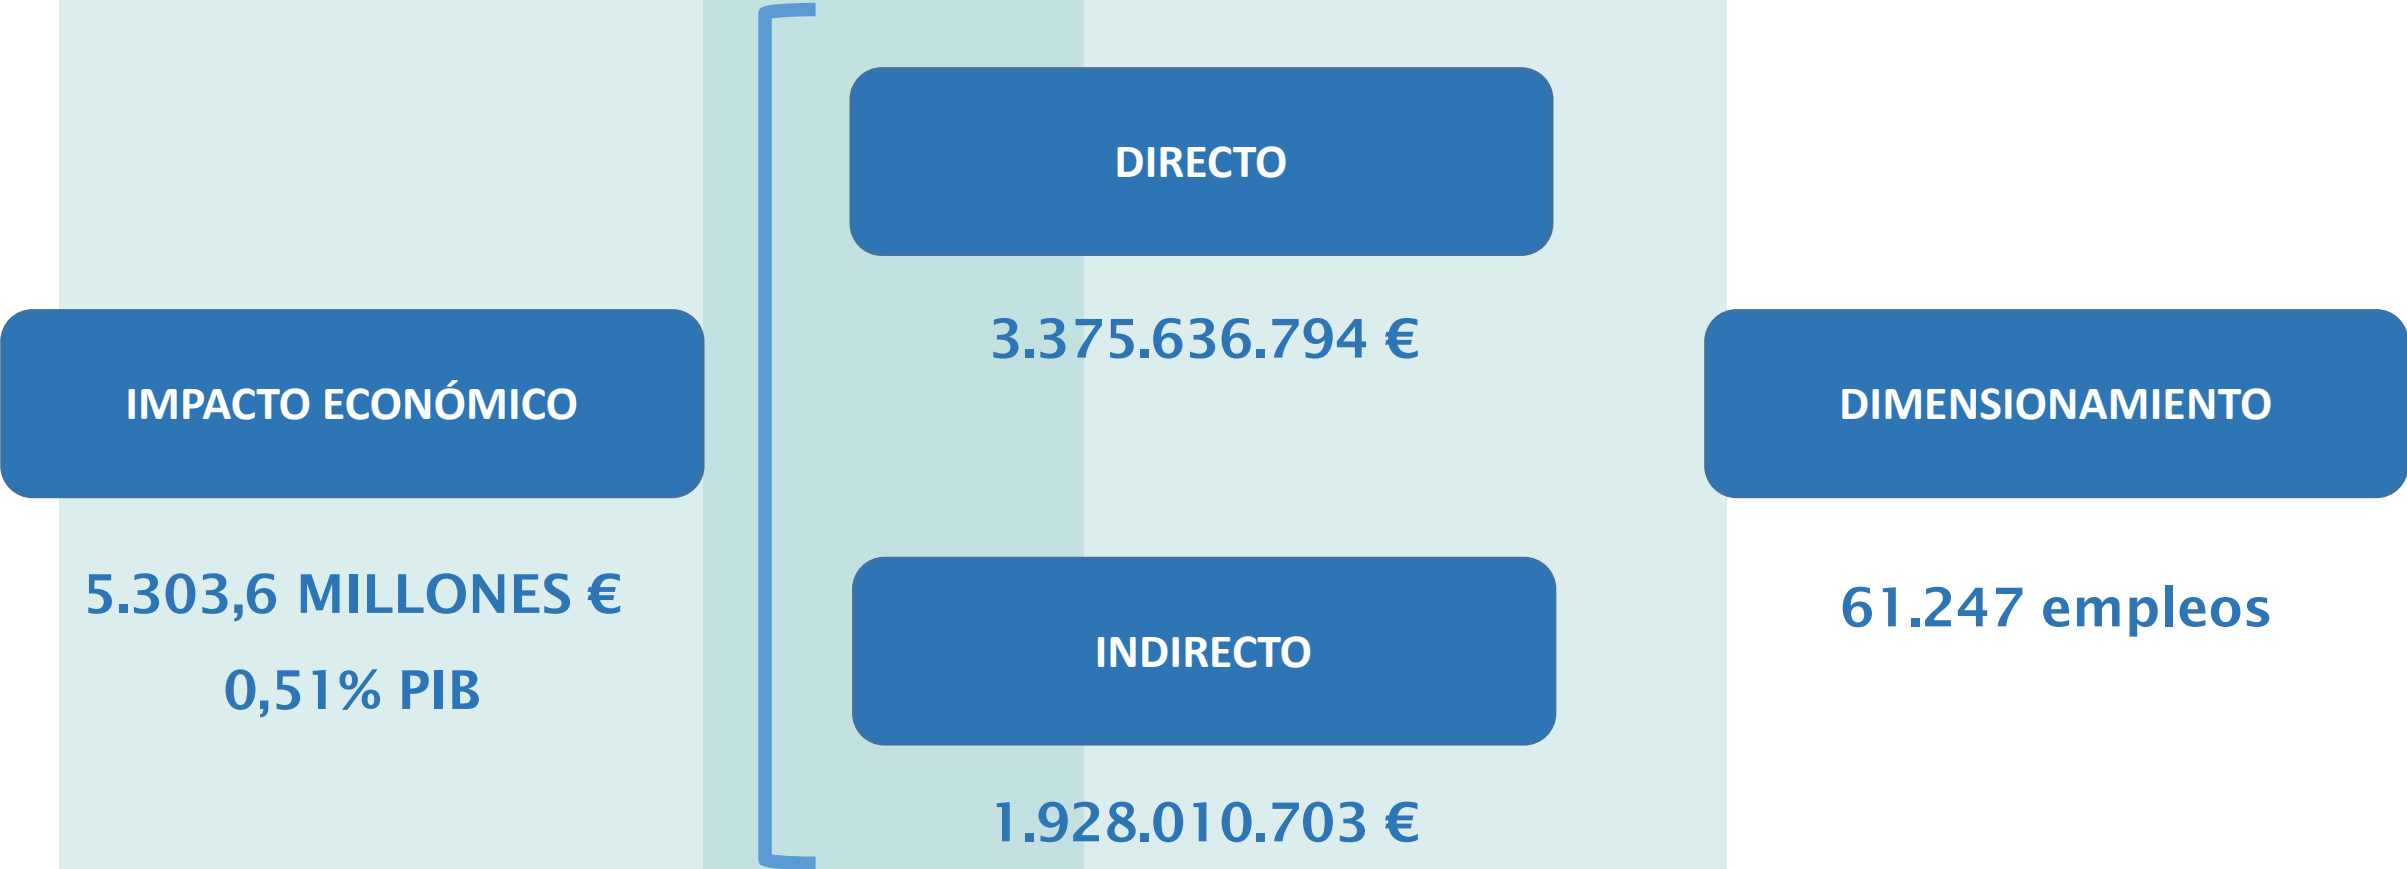 IMPACTO ECONÓMICO
5.303,6 MILLONES €
0,51% PIB
DIRECTO
3.375.636.794 €
INDIRECTO
1.928.010.703 €
DIMENSIONAMIENTO
61.247 empleos